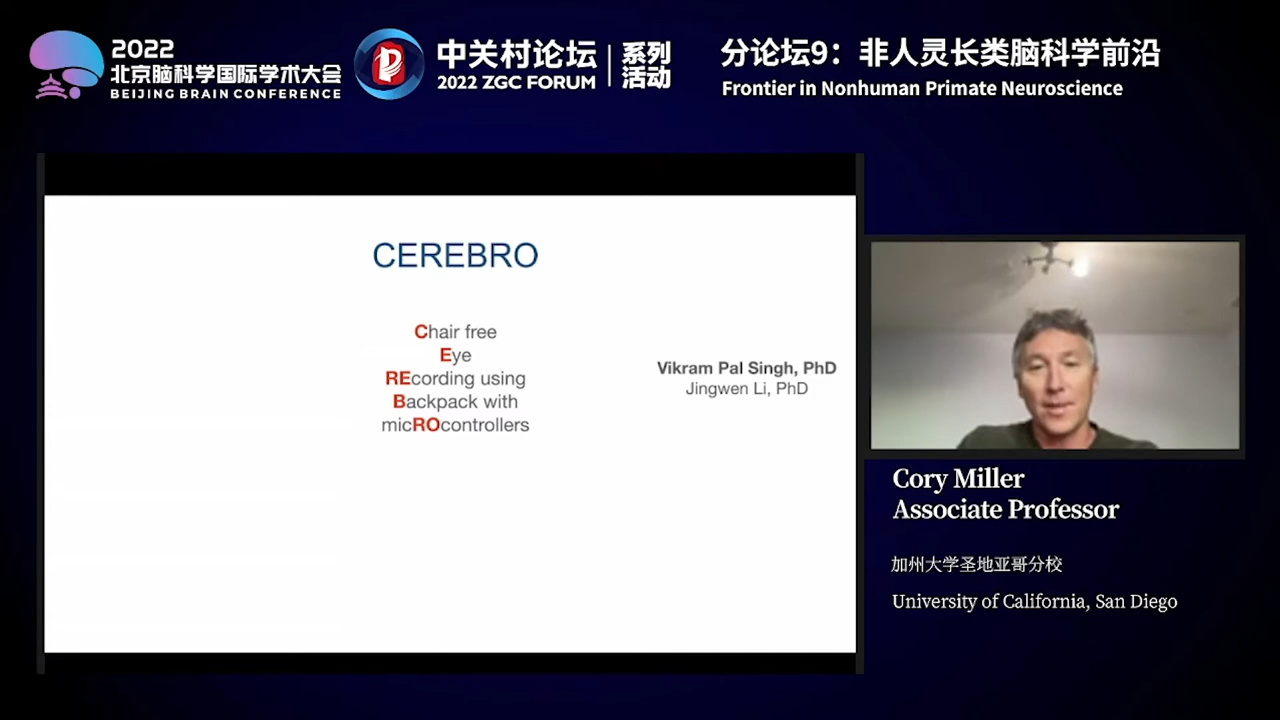 2022
北京脑科学国际学术大会
BEIJING BRAIN CONFERENCE
中关村论坛
2022 ZGC FORUM
系列
活动
分论坛9：非人灵长类脑科学前沿
Frontier in Nonhuman Primate Neuroscience
CEREBRO
Chair free
Eye
REcording using
Backpack with
micROcontrollers
Vikram Pal Singh, PhD
Jingwen Li, PhD
Cory Miller
Associate Professor
加州大学圣地亚哥分校
University of California, San Diego